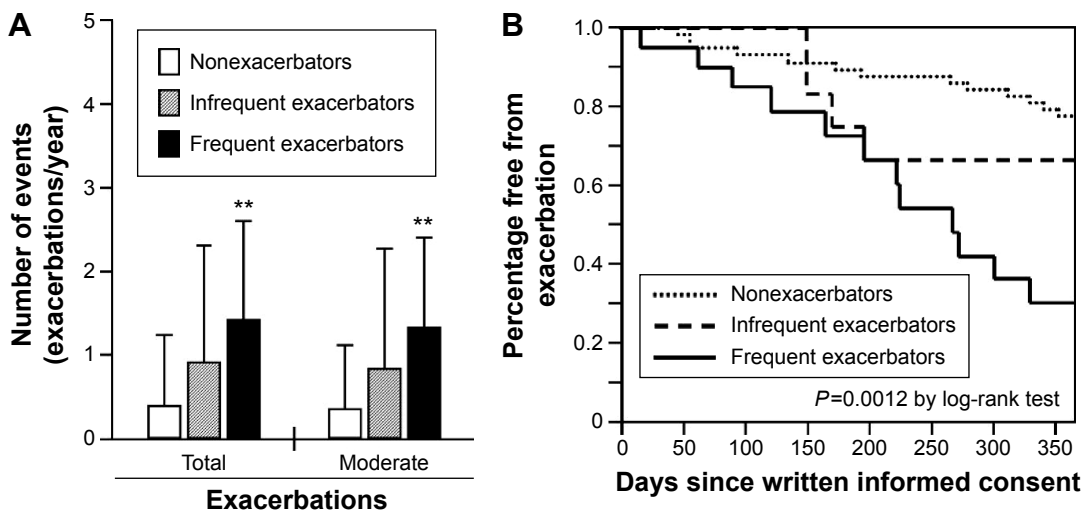 A
Number of events
(exacerbations/year)
5
4
3
2
1
0
Nonexacerbators
Infrequent exacerbators
Frequent exacerbators
**
**
Total
Moderate
Exacerbations
B
Percentage free from
exacerbation
1.0
0.8
0.6
0.4
0.2
0
Nonexacerbators
Infrequent exacerbators
Frequent exacerbators
P=0.0012 by log-rank test
0 50 100 150 200 250 300 350
Days since written informed consent